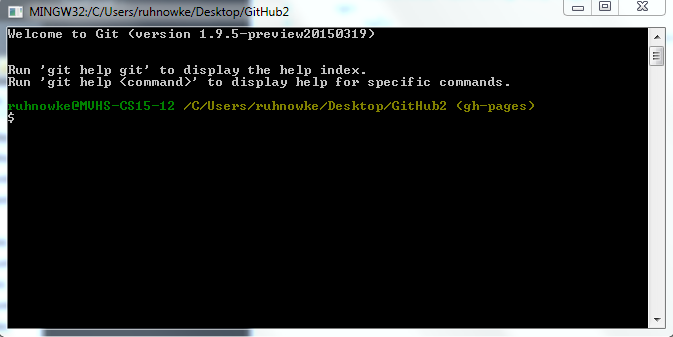 MINGW32:/C/Users/ruhnowke/Desktop/GitHub2
Welcome to Git (version 1.9.5-preview20150319)
Run 'git help git' to display the help index.
Run 'git help <command>' to display help for specific commands.
ruhnowke@MVHS-CS15-12 /C/Users/ruhnowke/Desktop/GitHub2 (gh-pages)
$